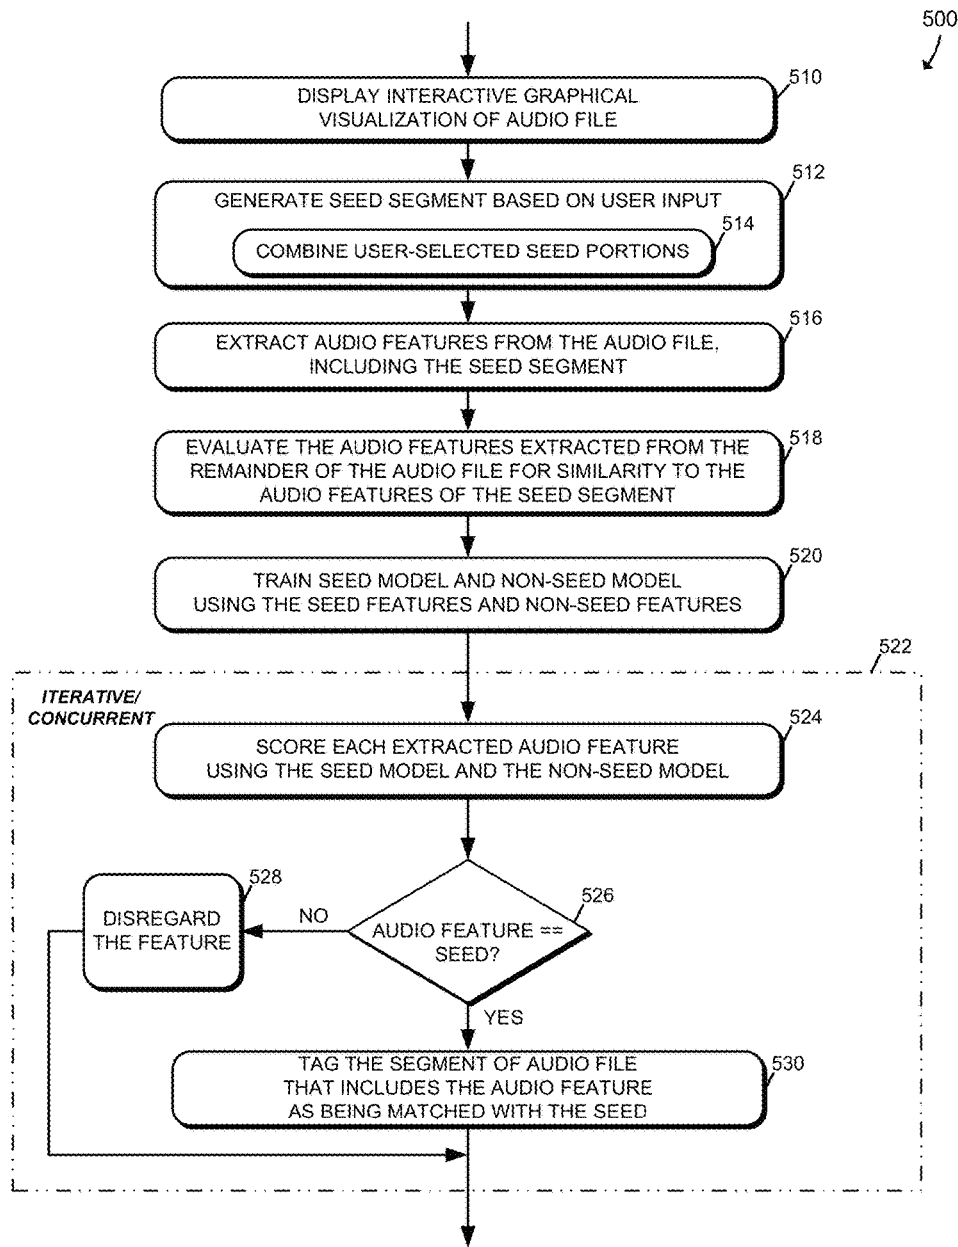 500
510
DISPLAY INTERACTIVE GRAPHICAL
VISUALIZATION OF AUDIO FILE
512
GENERATE SEED SEGMENT BASED ON USER INPUT
514
COMBINE USER-SELECTED SEED PORTIONS
516
EXTRACT AUDIO FEATURES FROM THE AUDIO FILE,
INCLUDING THE SEED SEGMENT
518
EVALUATE THE AUDIO FEATURES EXTRACTED FROM THE
REMAINDER OF THE AUDIO FILE FOR SIMILARITY TO THE
AUDIO FEATURES OF THE SEED SEGMENT
520
TRAIN SEED MODEL AND NON-SEED MODEL
USING THE SEED FEATURES AND NON-SEED FEATURES
522
ITERATIVE/
CONCURRENT
524
SCORE EACH EXTRACTED AUDIO FEATURE
USING THE SEED MODEL AND THE NON-SEED MODEL
526
AUDIO FEATURE ==
SEED?
NO
528
DISREGARD
THE FEATURE
YES
530
TAG THE SEGMENT OF AUDIO FILE
THAT INCLUDES THE AUDIO FEATURE
AS BEING MATCHED WITH THE SEED